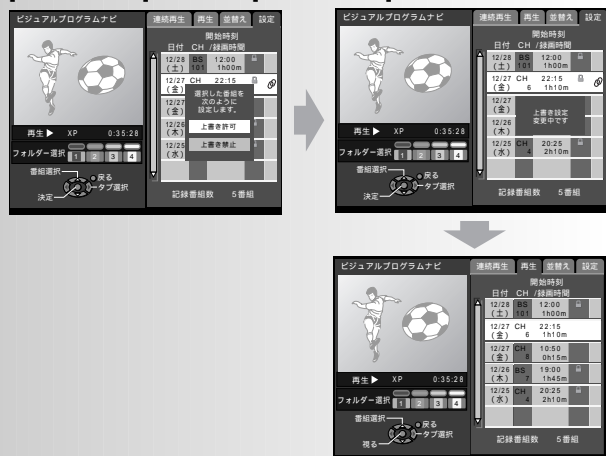 ビジュアルプログラムナビ
連続再生 再生 並替え 設定
開始時刻
日付 CH /録画時間
12/28 BS 12:00
(土) 101 1h00m
12/27 CH 22:15
(金) 6 1h10m
12/27
(金)
12/26
(木)
12/25
(水)
選択した番組を
次のように
設定します。
上書き許可
上書き禁止
再生 ▶ XP 0:35:28
フォルダー選択 1 2 3 4
番組選択
戻る
タブ選択
決定
記録番組数 5番組
ビジュアルプログラムナビ
連続再生 再生 並替え 設定
開始時刻
日付 CH /録画時間
12/28 BS 12:00
(土) 101 1h00m
12/27 CH 22:15
(金) 6 1h10m
12/27
(金)
12/26
(木)
上書き設定
変更中です
12/25 CH 20:25
(水) 4 2h10m
再生 ▶ XP 0:35:28
フォルダー選択 1 2 3 4
番組選択
戻る
タブ選択
決定
記録番組数 5番組
ビジュアルプログラムナビ
連続再生 再生 並替え 設定
開始時刻
日付 CH /録画時間
12/28 BS 12:00
(土) 101 1h00m
12/27 CH 22:15
(金) 6 1h10m
12/27 CH 10:50
(金) 8 0h15m
12/26 BS 19:00
(木) 7 1h45m
12/25 CH 20:25
(水) 4 2h10m
再生 ▶ XP 0:35:28
フォルダー選択 1 2 3 4
番組選択
戻る
タブ選択
視る
記録番組数 5番組